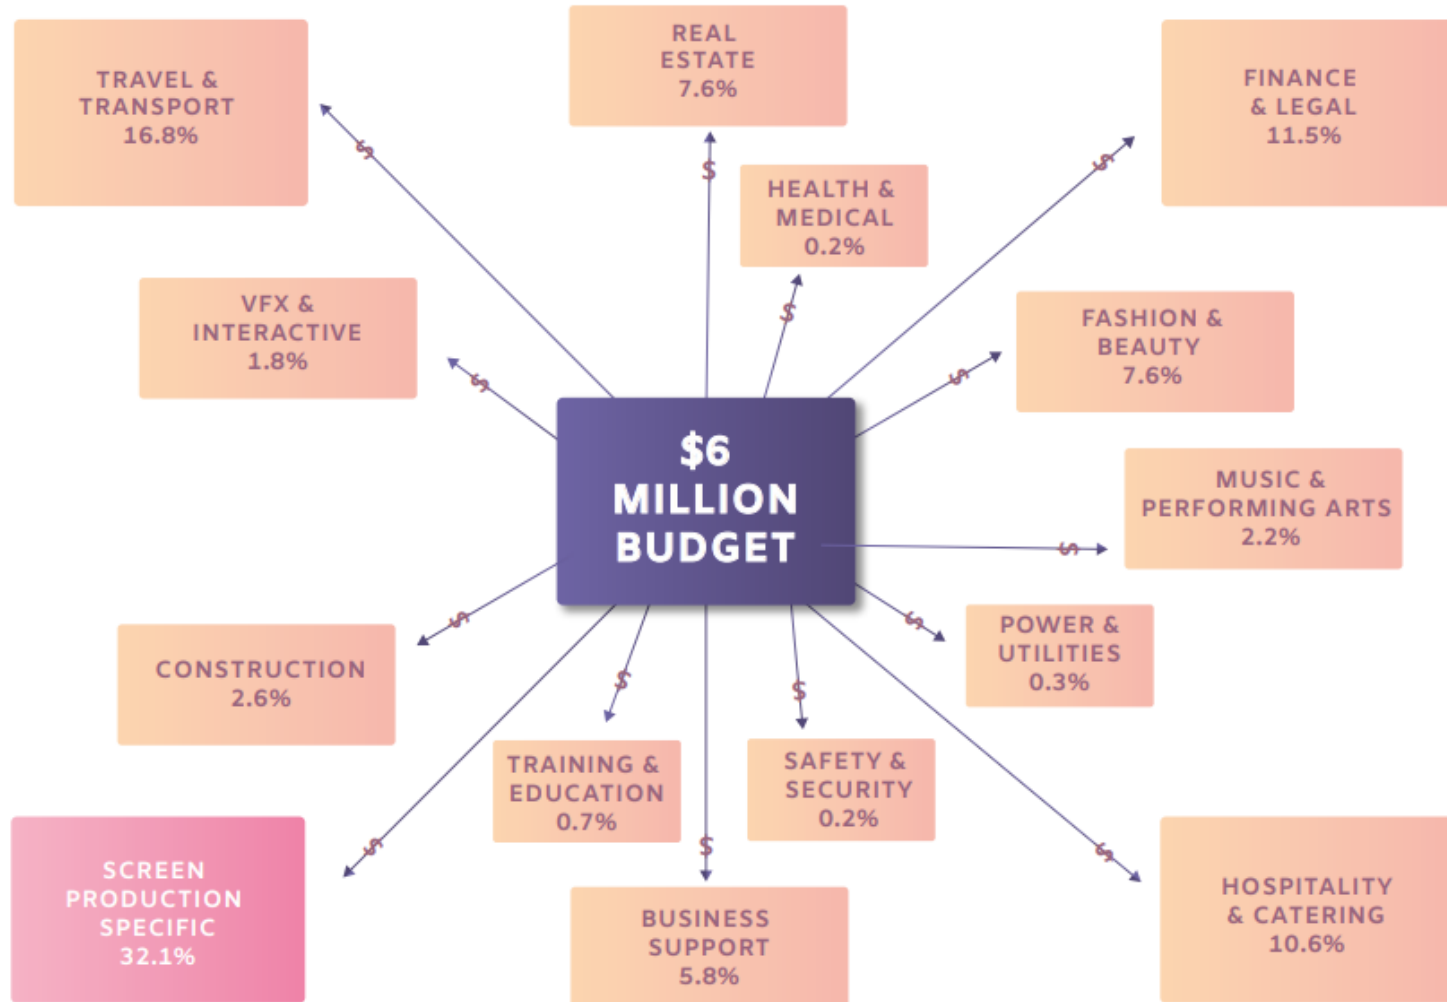 TRAVEL &
TRANSPORT
16.8%
REAL
ESTATE
7.6%
FINANCE
& LEGAL
11.5%
HEALTH &
MEDICAL
0.2%
VFX &
INTERACTIVE
1.8%
FASHION &
BEAUTY
7.6%
$6
MILLION
BUDGET
MUSIC &
PERFORMING ARTS
2.2%
CONSTRUCTION
2.6%
POWER &
UTILITIES
0.3%
TRAINING &
EDUCATION
0.7%
SAFETY &
SECURITY
0.2%
SCREEN
PRODUCTION
SPECIFIC
32.1%
BUSINESS
SUPPORT
5.8%
HOSPITALITY
& CATERING
10.6%
$
$
$
$
$
$
$
$
$
$
$
$
$
$